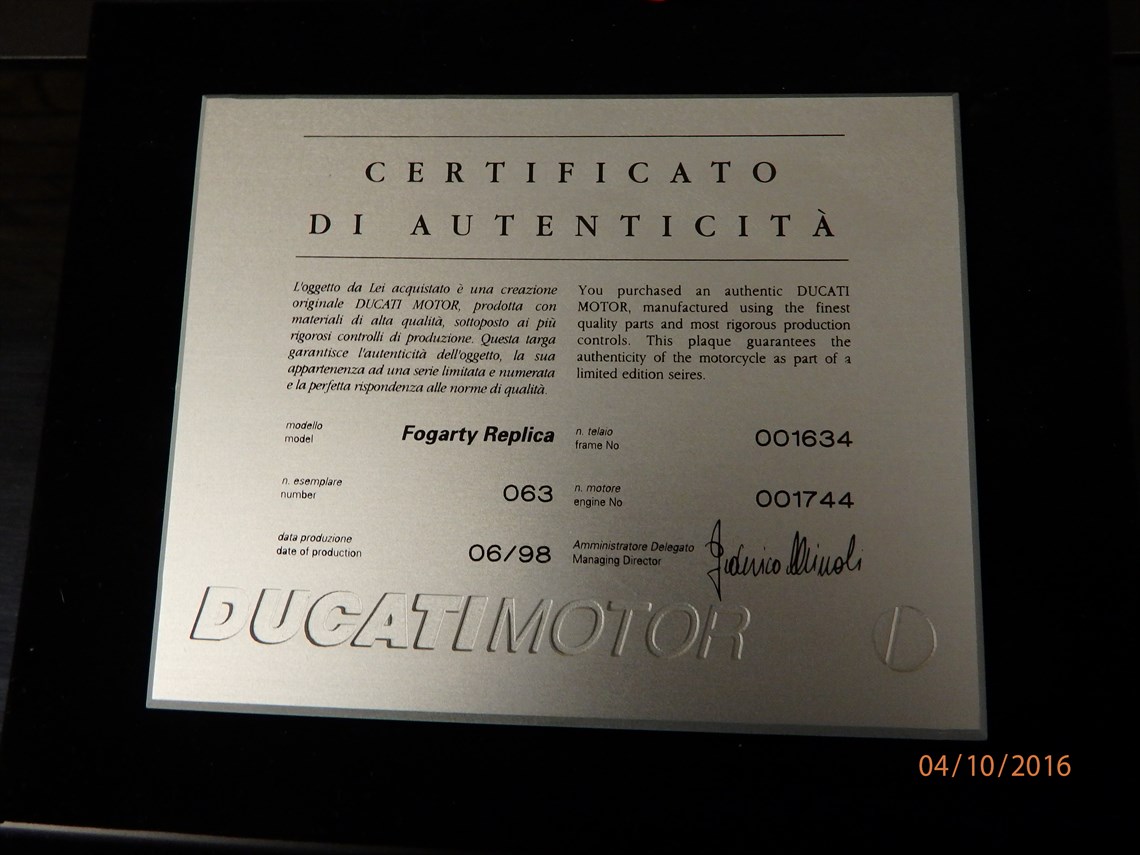 CERTIFICATO
DI AUTENTICITÀ
L'oggetto da Lei acquistato è una creazione
originale DUCATI MOTOR, prodotta con
materiali di alta qualità, sottoposto ai più
rigorosi controlli di produzione. Questa targa
garantisce l'autenticità dell'oggetto, la sua
appartenenza ad una serie limitata e numerata
e la perfetta rispondenza alle norme di qualità.
You purchased an authentic DUCATI
MOTOR, manufactured using the finest
quality parts and most rigorous production
controls. This plaque guarantees the
authenticity of the motorcycle as part of a
limited edition seires.
modello
model
Fogarty Replica
n. telaio
frame No
001634
n. esemplare
number
063
n. motore
engine No
001744
data produzione
date of production
06/98
Amministratore Delegato
Managing Director
Federico Minoli
DUCATIMOTOR
D
04/10/2016